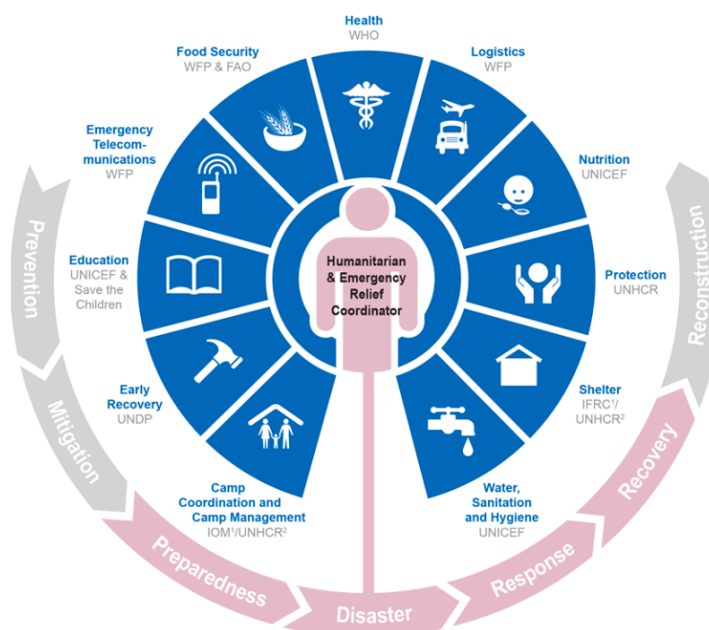 Health
WHO
Food Security
WFP & FAO
Logistics
WFP
Emergency
Telecom-
munications
WFP
Nutrition
UNICEF
Education
UNICEF &
Save the
Children
Humanitarian
& Emergency
Relief
Coordinator
Protection
UNHCR
Early
Recovery
UNDP
Shelter
IFRC¹/
UNHCR²
Camp
Coordination and
Camp Management
IOM¹/UNHCR²
Water,
Sanitation
and Hygiene
UNICEF
Prevention
Mitigation
Preparedness
Disaster
Response
Recovery
Reconstruction